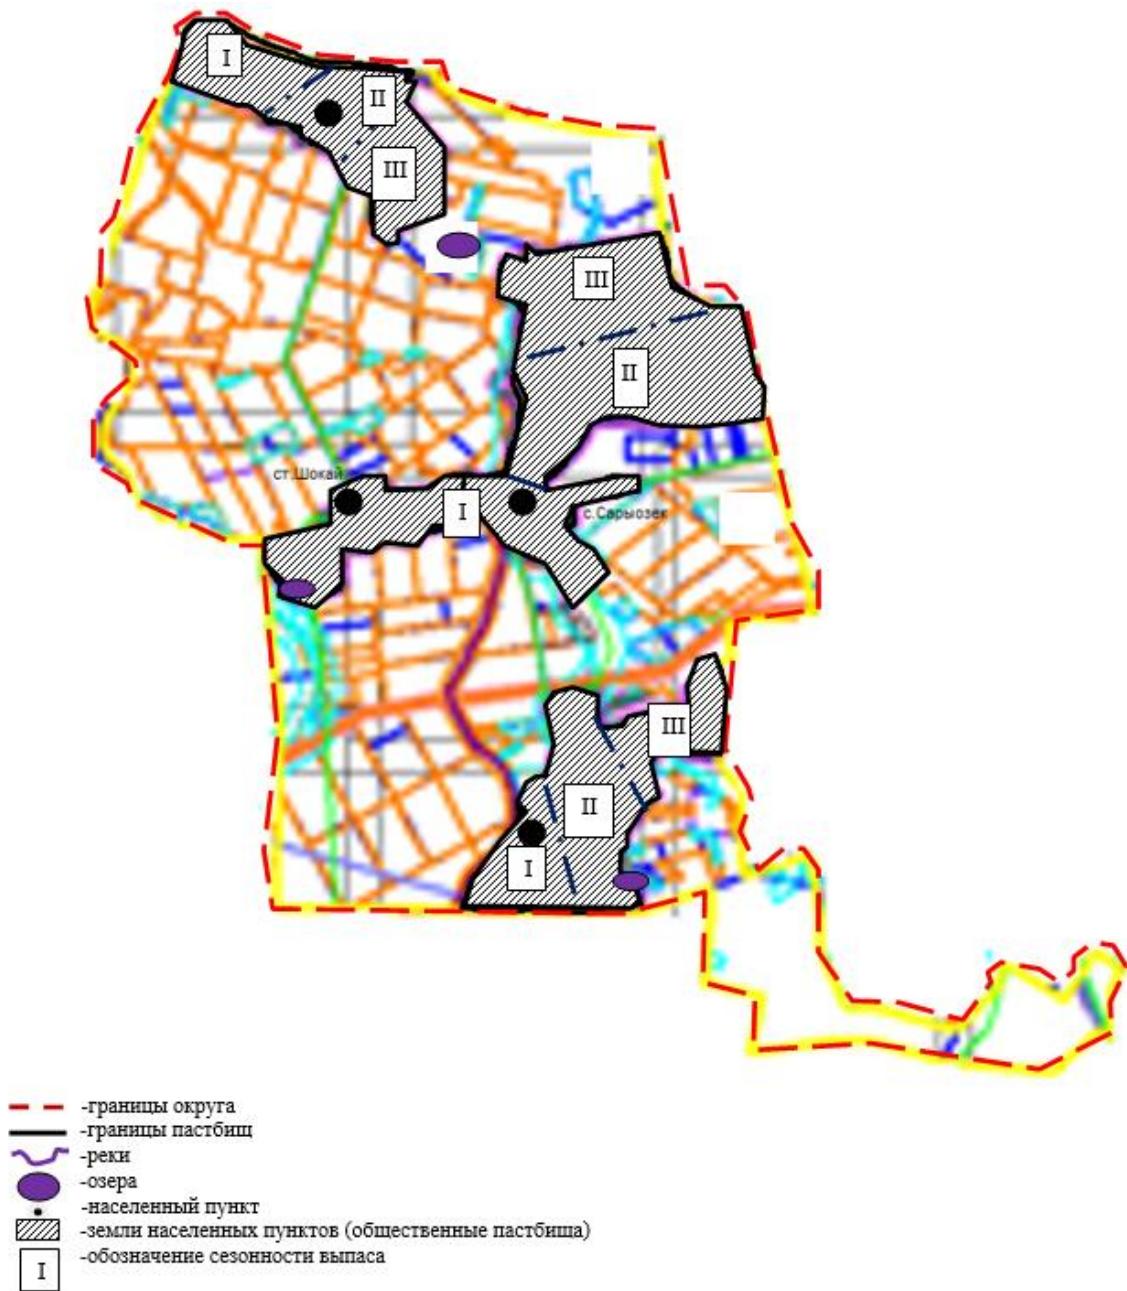 I
II
III
III
II
ст.Шокай
I
с.Сарыозек
III
II
I
-границы округа
-границы пастбищ
-реки
-озера
-населенный пункт
-земли населенных пунктов (общественные пастбища)
-обозначение сезонности выпаса
I